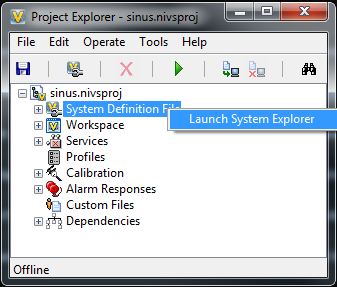 Project Explorer - sinus.nivsproj
File Edit Operate Tools Help
sinus.nivsproj
System Definition File
Launch System Explorer
Workspace
Services
Profiles
Calibration
Alarm Responses
Custom Files
Dependencies
Offline